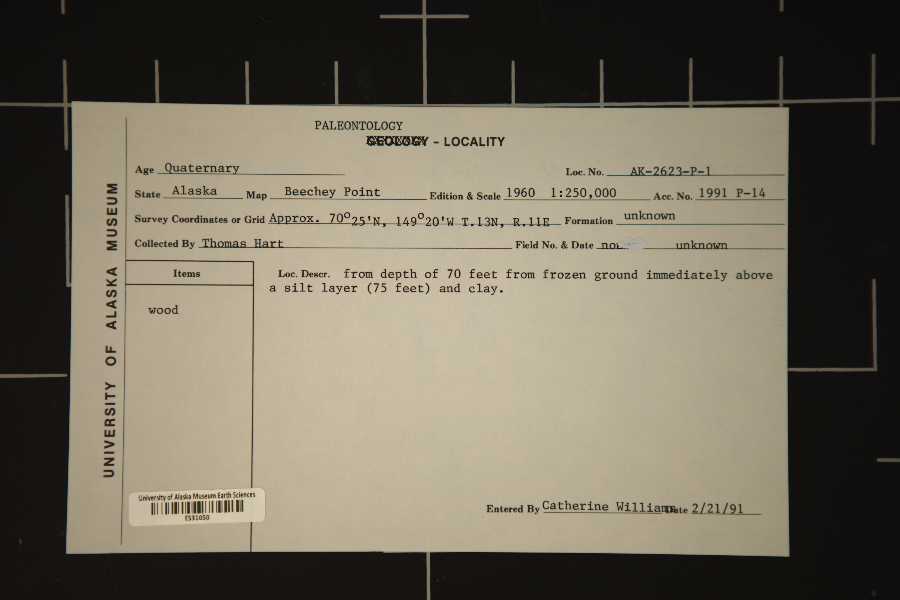 PALEONTOLOGY
GEOLOGY - LOCALITY
Age Quaternary Loc. No. AK-2623-P-1
State Alaska Map Beechey Point Edition & Scale 1960 1:250,000 Acc. No. 1991 P-14
Survey Coordinates or Grid Approx. 70°25'N, 149°20'W T.13N, R.11E Formation unknown
Collected By Thomas Hart Field No. & Date unknown
Items
Loc. Descr. from depth of 70 feet from frozen ground immediately above
a silt layer (75 feet) and clay.
wood
UNIVERSITY OF ALASKA MUSEUM
University of Alaska Museum Earth Sciences
ES31050
Entered By Catherine Williams Date 2/21/91